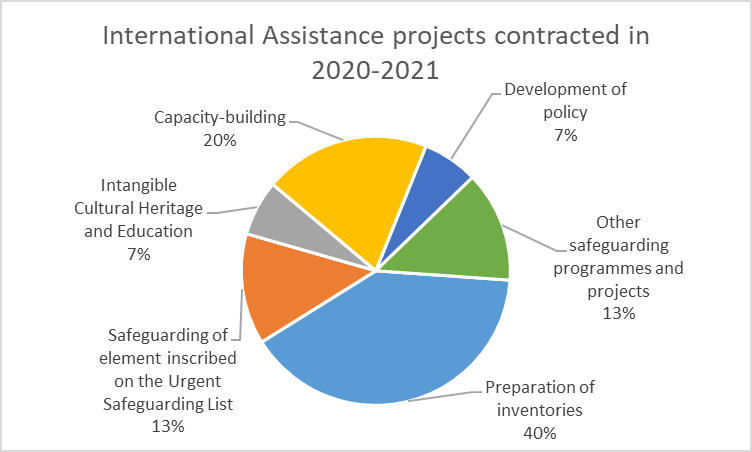 International Assistance projects contracted in
2020-2021
Development of
policy
7%
Other
safeguarding
programmes and
projects
13%
Preparation of
inventories
40%
Safeguarding of
element inscribed
on the Urgent
Safeguarding List
13%
Intangible
Cultural Heritage
and Education
7%
Capacity-building
20%